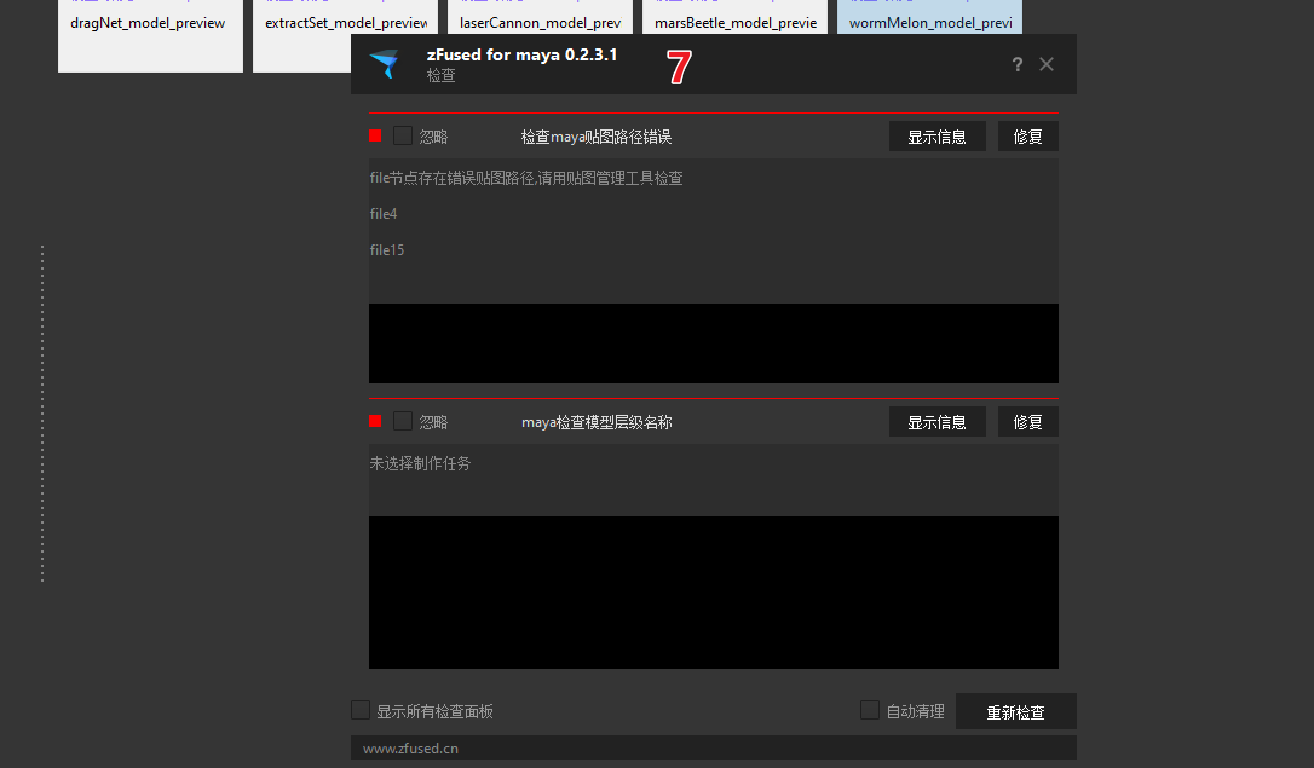 dragNet_model_preview
extractSet_model_preview
laserCannon_model_prev
marsBeetle_model_previe
wormMelon_model_previ
zFused for maya 0.2.3.1
7
?
检查
忽略 检查maya贴图路径错误 显示信息 修复
file节点存在错误贴图路径,请用贴图管理工具检查
file4
file15
忽略 maya检查模型层级名称 显示信息 修复
未选择制作任务
显示所有检查面板 自动清理 重新检查
www.zfused.cn